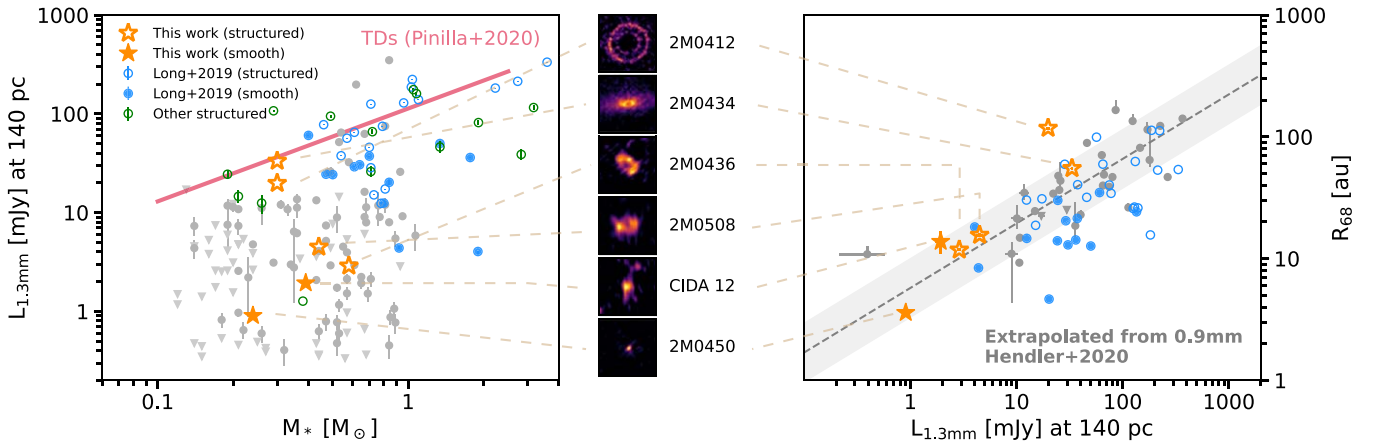 1000
100
10
1
0.1
1
L1.3mm [mJy] at 140 pc
M* [M⊙]
This work (structured)
This work (smooth)
Long+2019 (structured)
Long+2019 (smooth)
Other structured
TDs (Pinilla+2020)
2M0412
2M0434
2M0436
2M0508
CIDA 12
2M0450
Extrapolated from 0.9mm
Hendler+2020
1
10
100
1000
L1.3mm [mJy] at 140 pc
1000
100
10
1
R68 [au]